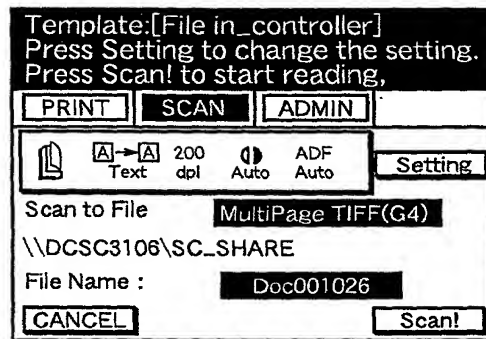 Template:[File in_controller]
Press Setting to change the setting.
Press Scan! to start reading,
PRINT SCAN ADMIN
A→A 200 ADF
Text dpl Auto Auto Setting
Scan to File MultiPage TIFF(G4)
\\DCSC3106\SC_SHARE
File Name : Doc001026
CANCEL Scan!